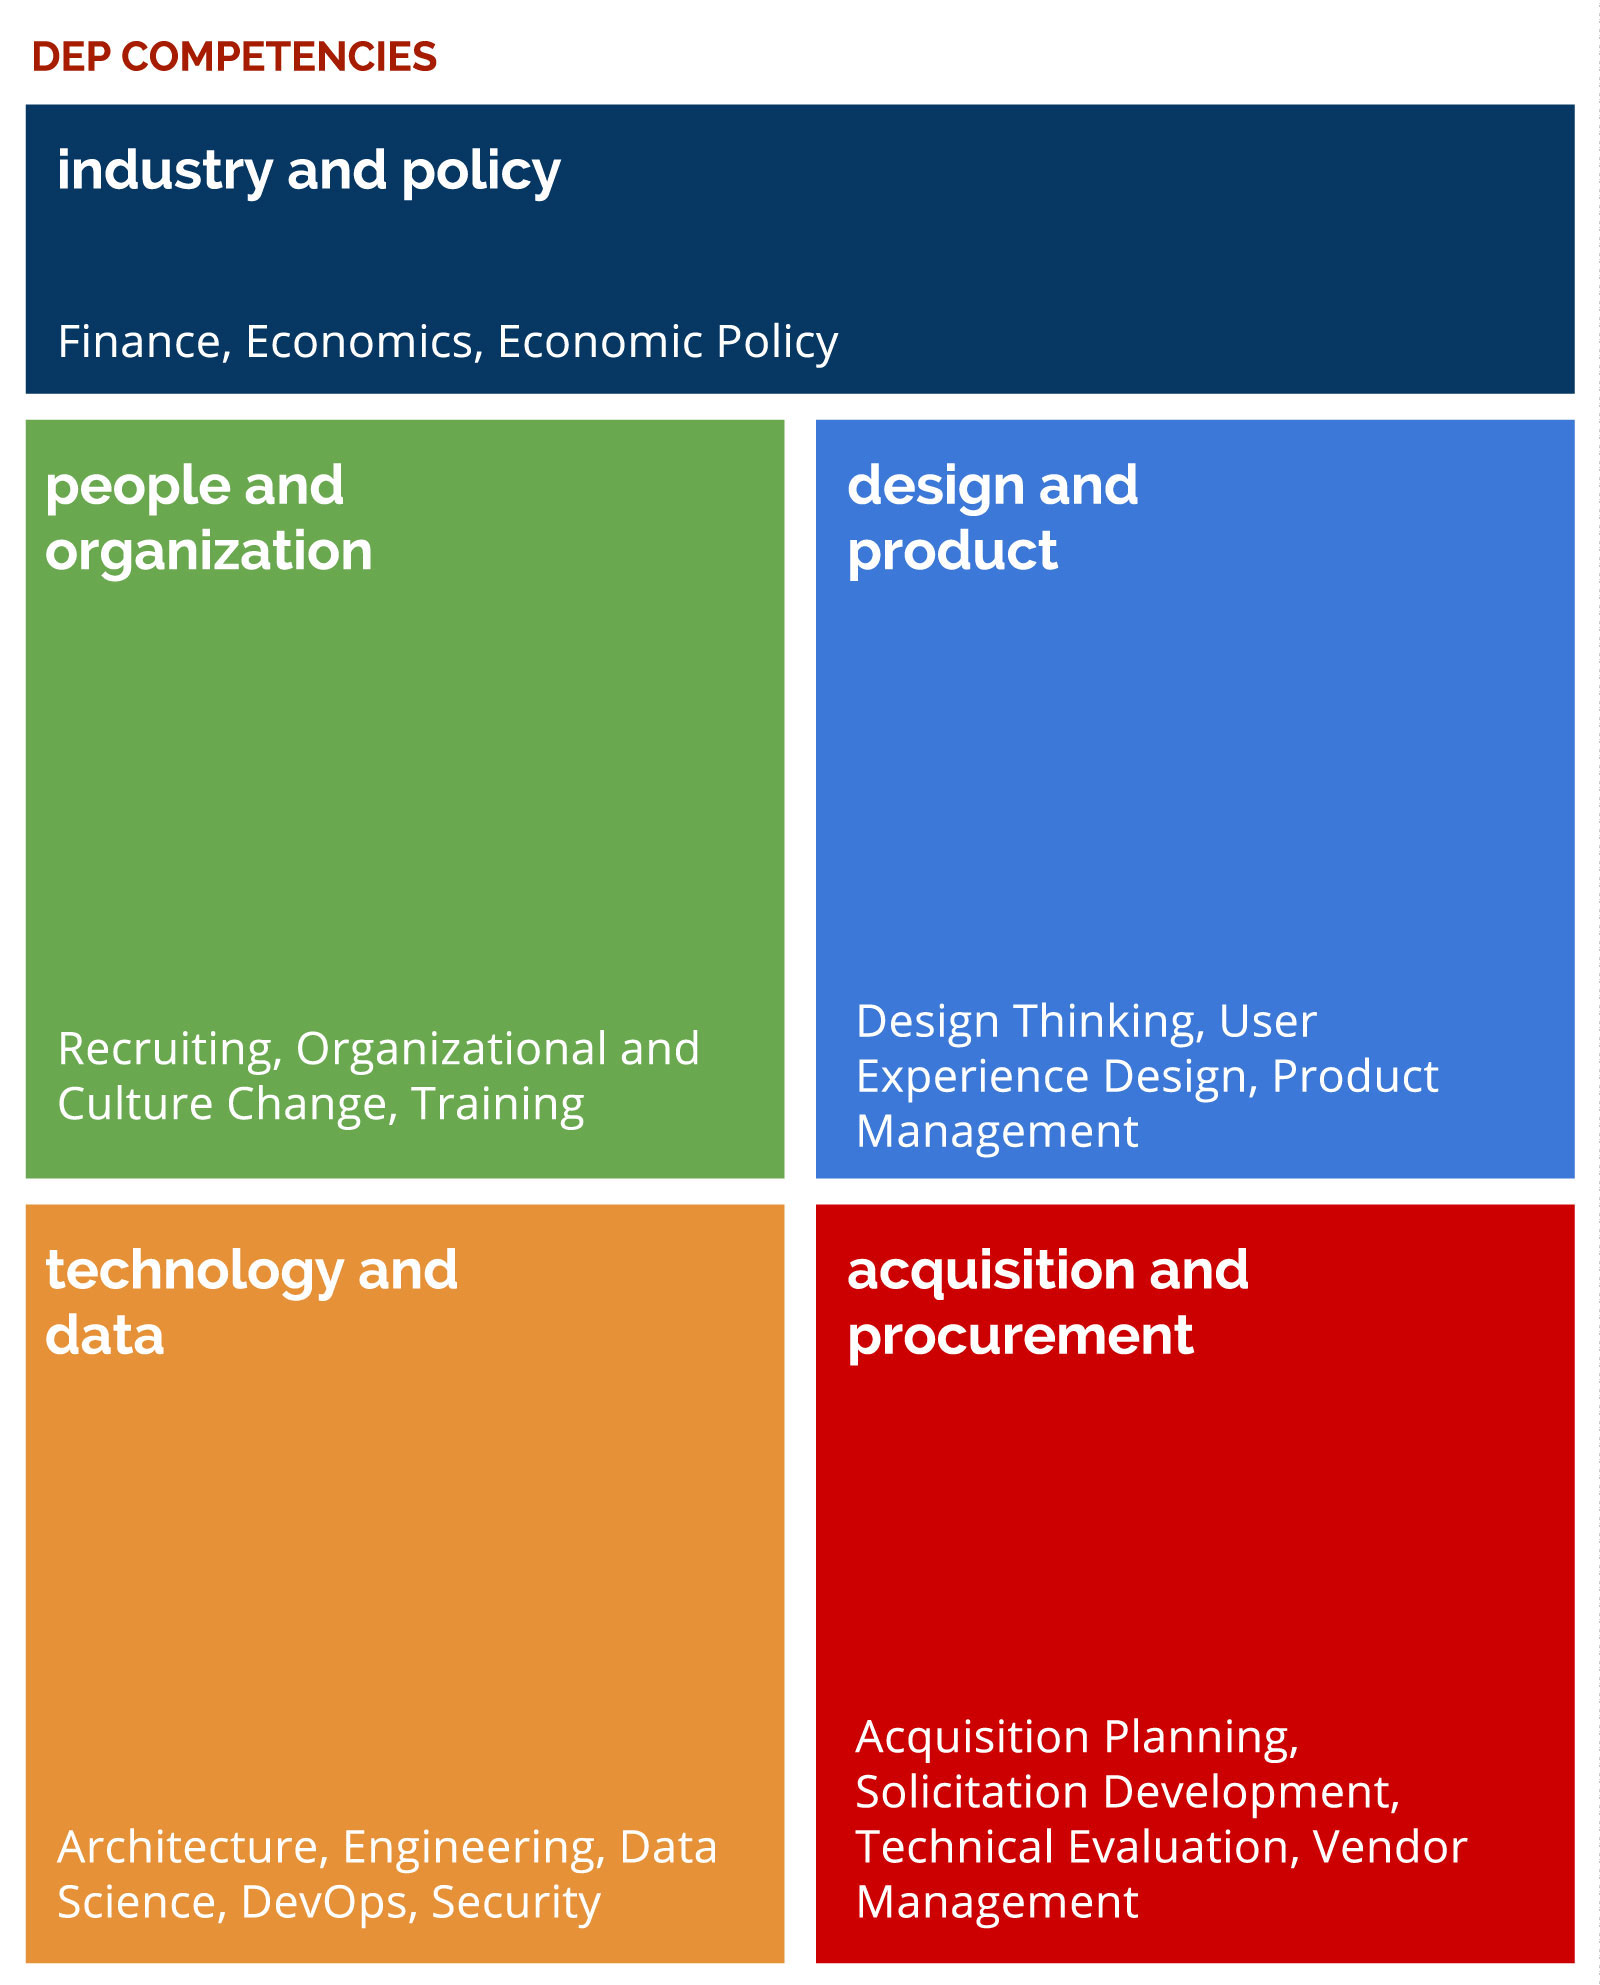 DEP COMPETENCIES
industry and policy
Finance, Economics, Economic Policy
people and
organization
Recruiting, Organizational and
Culture Change, Training
design and
product
Design Thinking, User
Experience Design, Product
Management
technology and
data
Architecture, Engineering, Data
Science, DevOps, Security
acquisition and
procurement
Acquisition Planning,
Solicitation Development,
Technical Evaluation, Vendor
Management